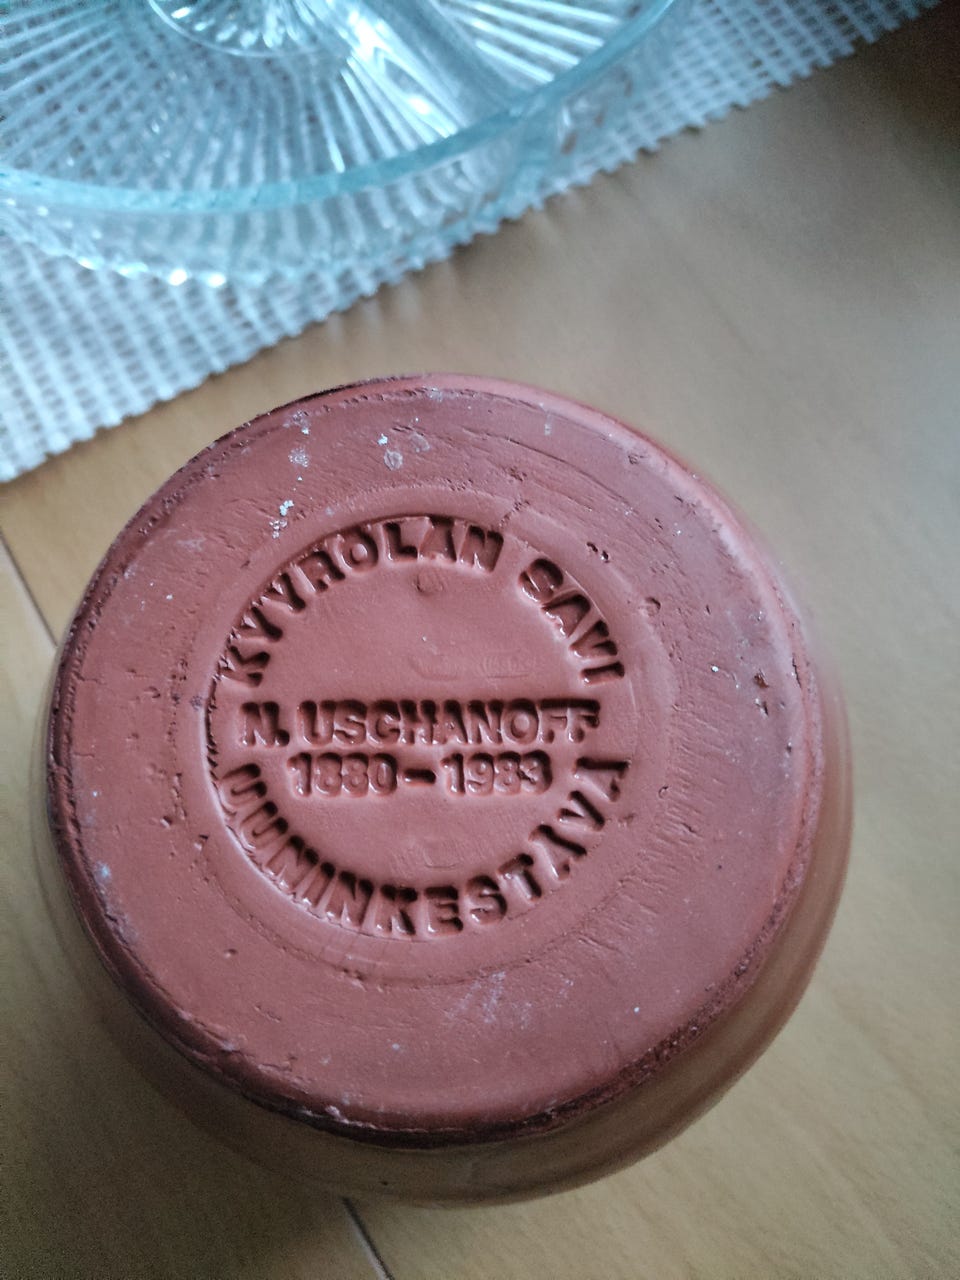 KYYRÖLÄN SAVI
N. USCHANOFF
1880-1983
UUNINKESTÄVÄ